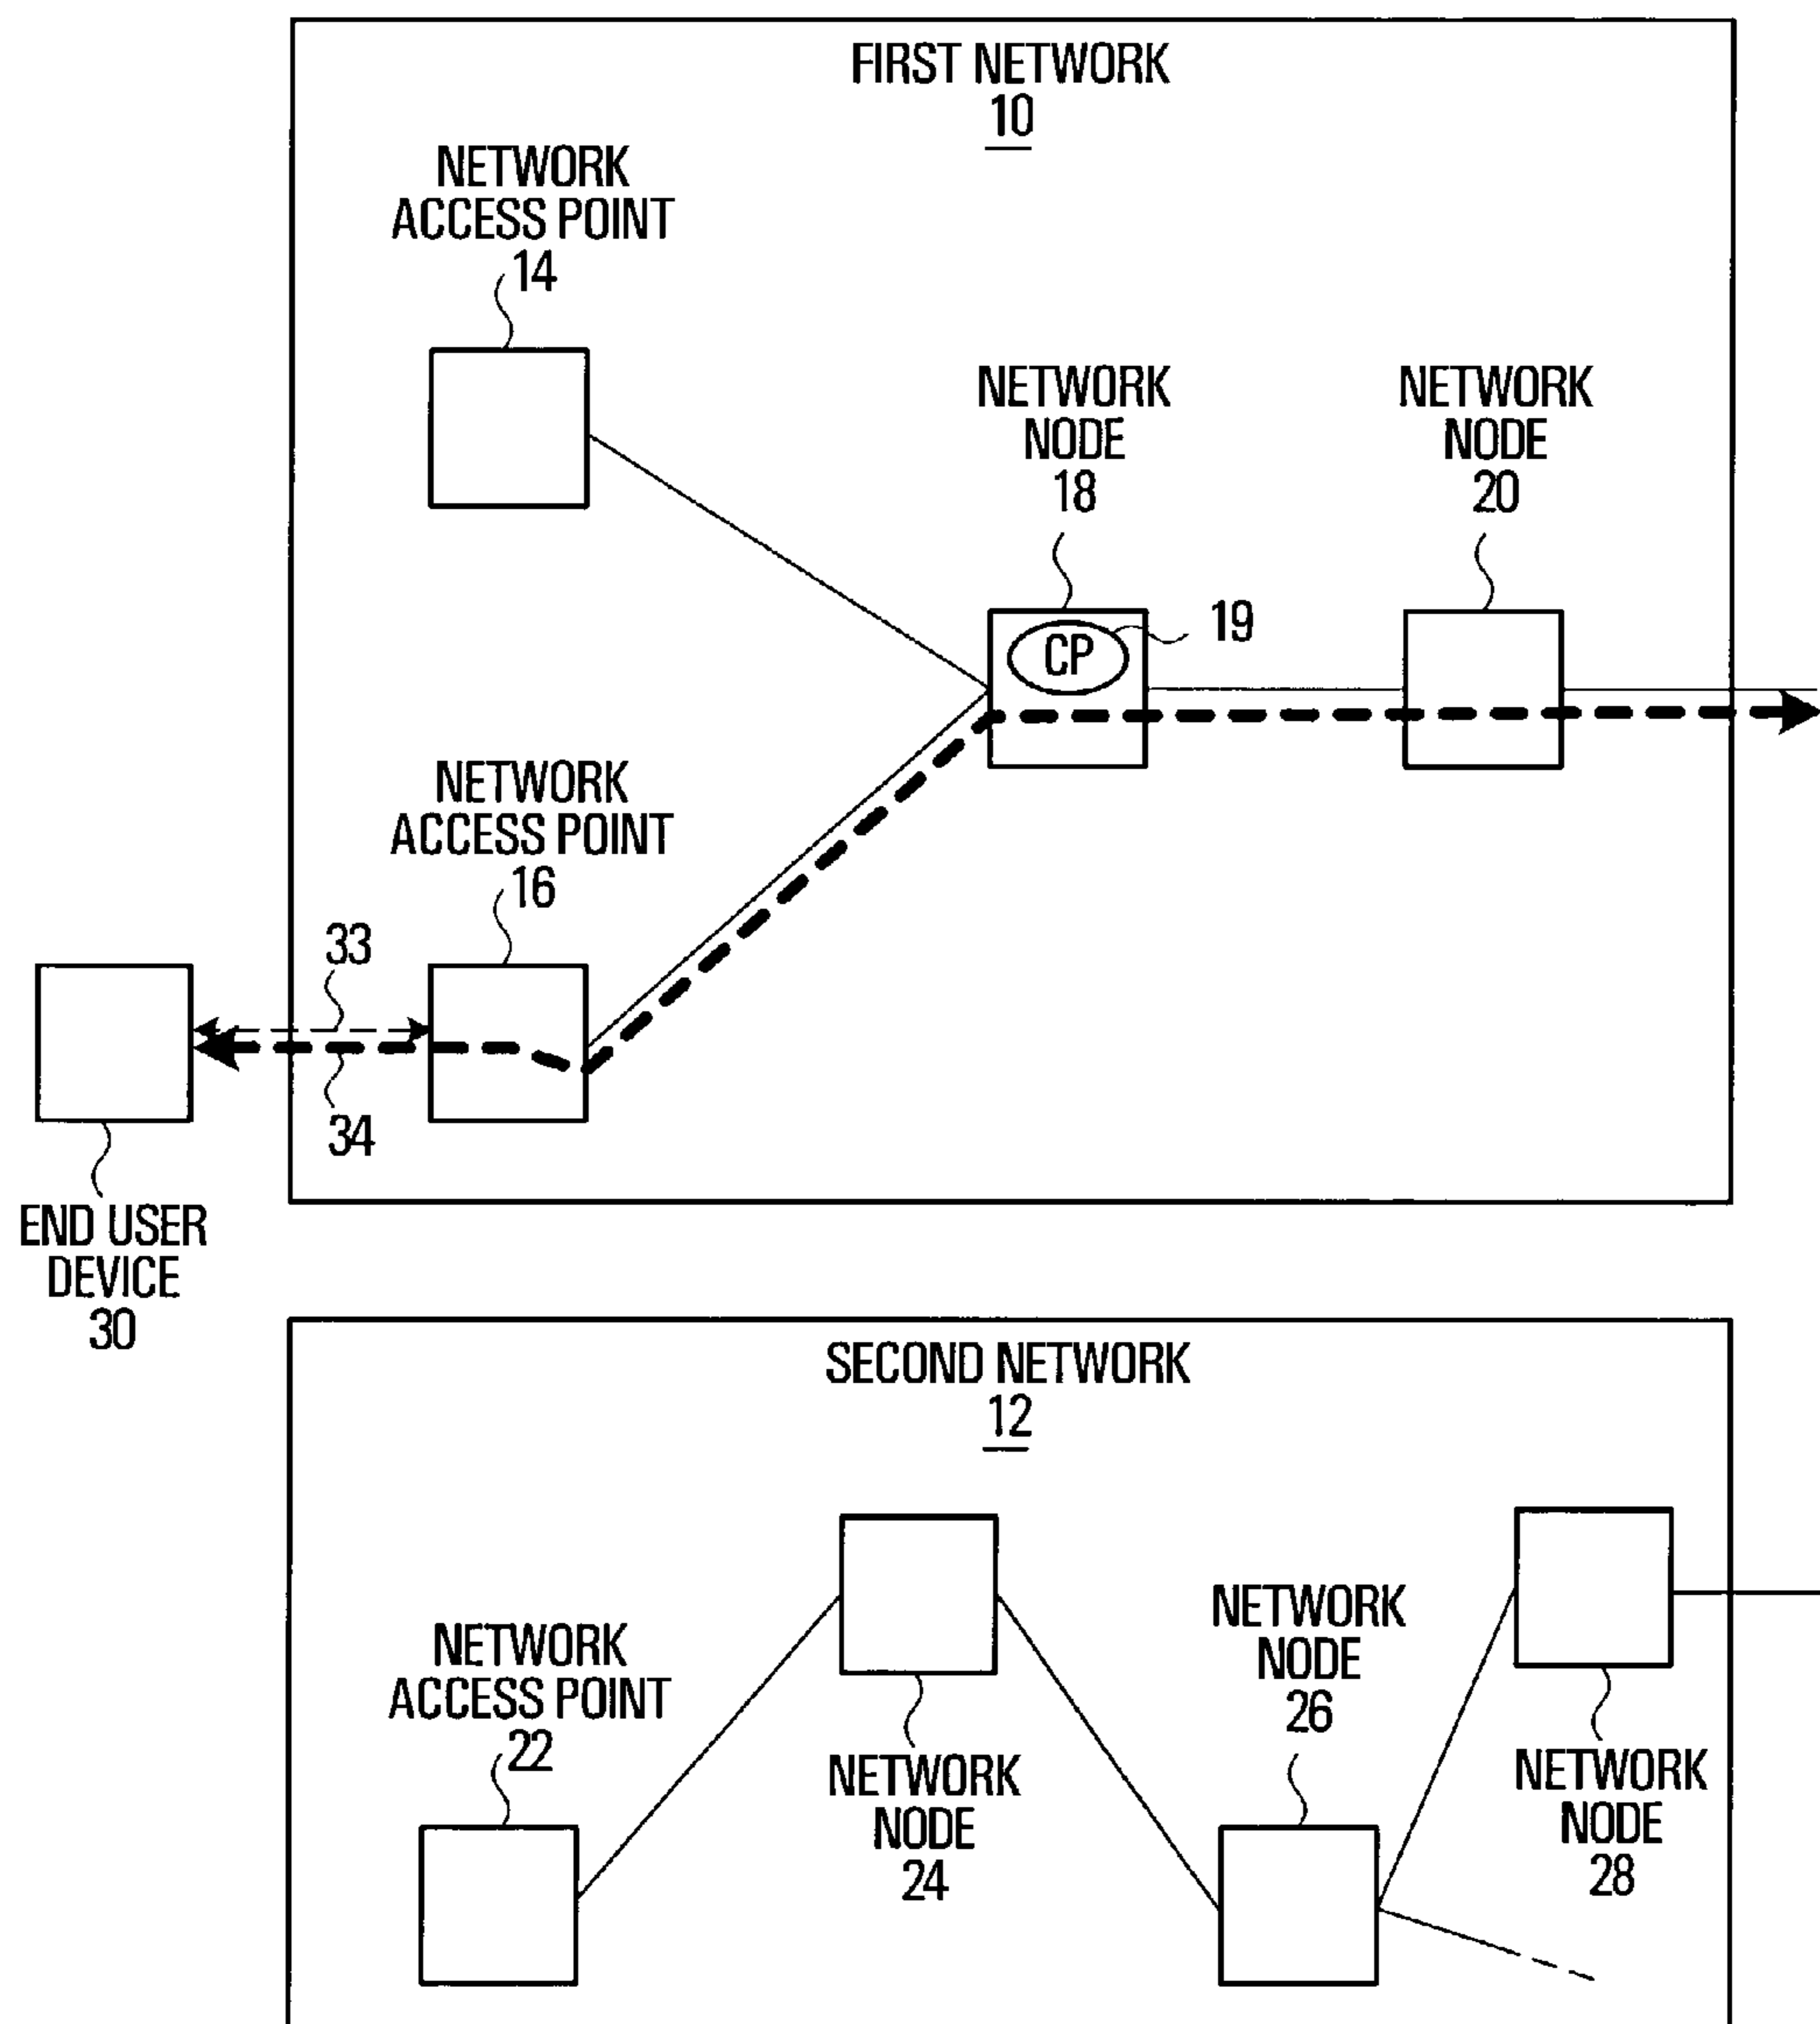 FIRST NETWORK
10
NETWORK
ACCESS POINT
14
NETWORK
NODE
18
NETWORK
NODE
20
CP
19
NETWORK
ACCESS POINT
16
33
34
END USER
DEVICE
30
SECOND NETWORK
12
NETWORK
ACCESS POINT
22
NETWORK
NODE
24
NETWORK
NODE
26
NETWORK
NODE
28